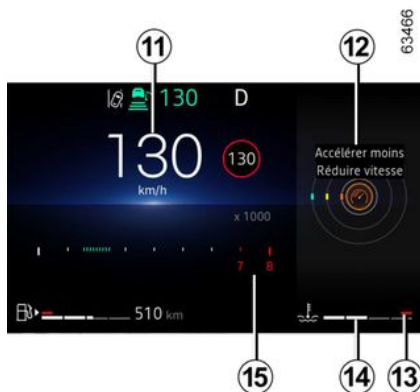 11
12
63466
130
D
130
km/h
130
Accélérer moins
Réduire vitesse
x 1000
7
8
510 km
15
14
13